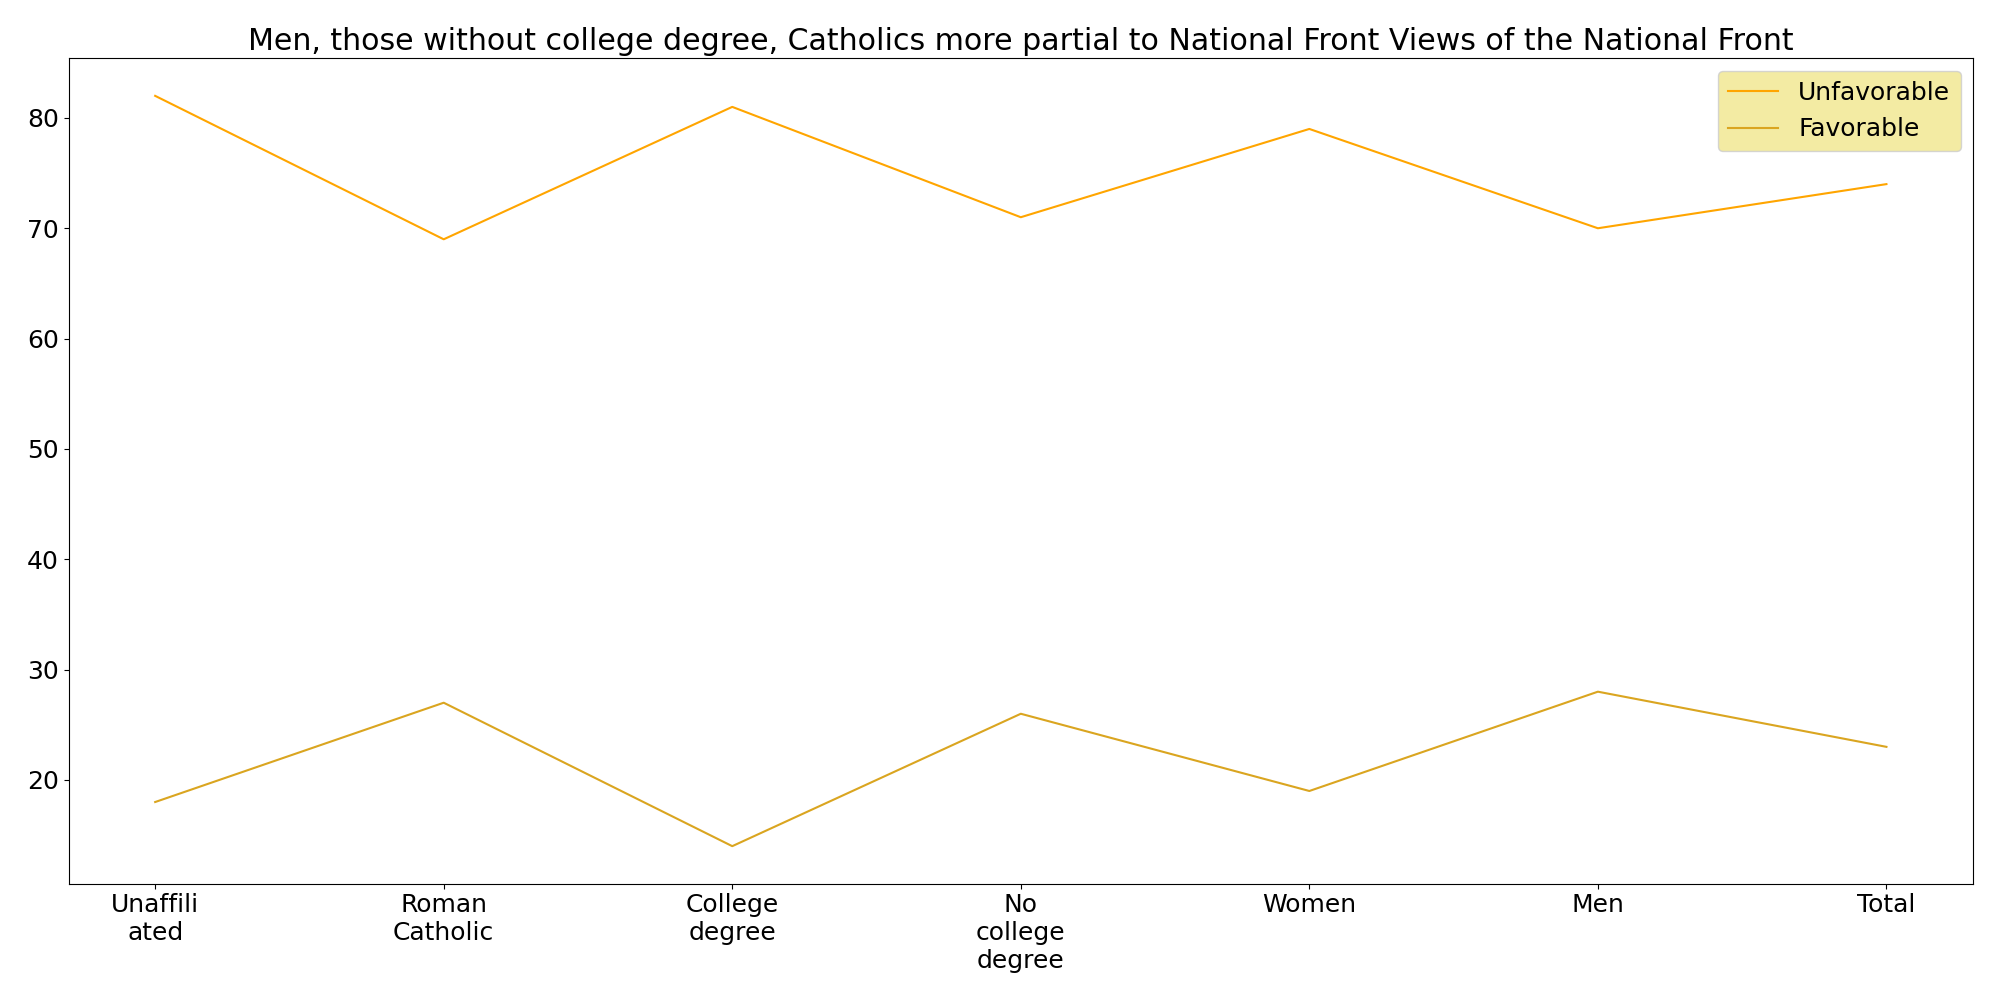 Men, those without college degree, Catholics more partial to National Front Views of the National Front
Unfavorable
Favorable
80
70
60
50
40
30
20
Unaffili
ated
Roman
Catholic
College
degree
No
college
degree
Women
Men
Total